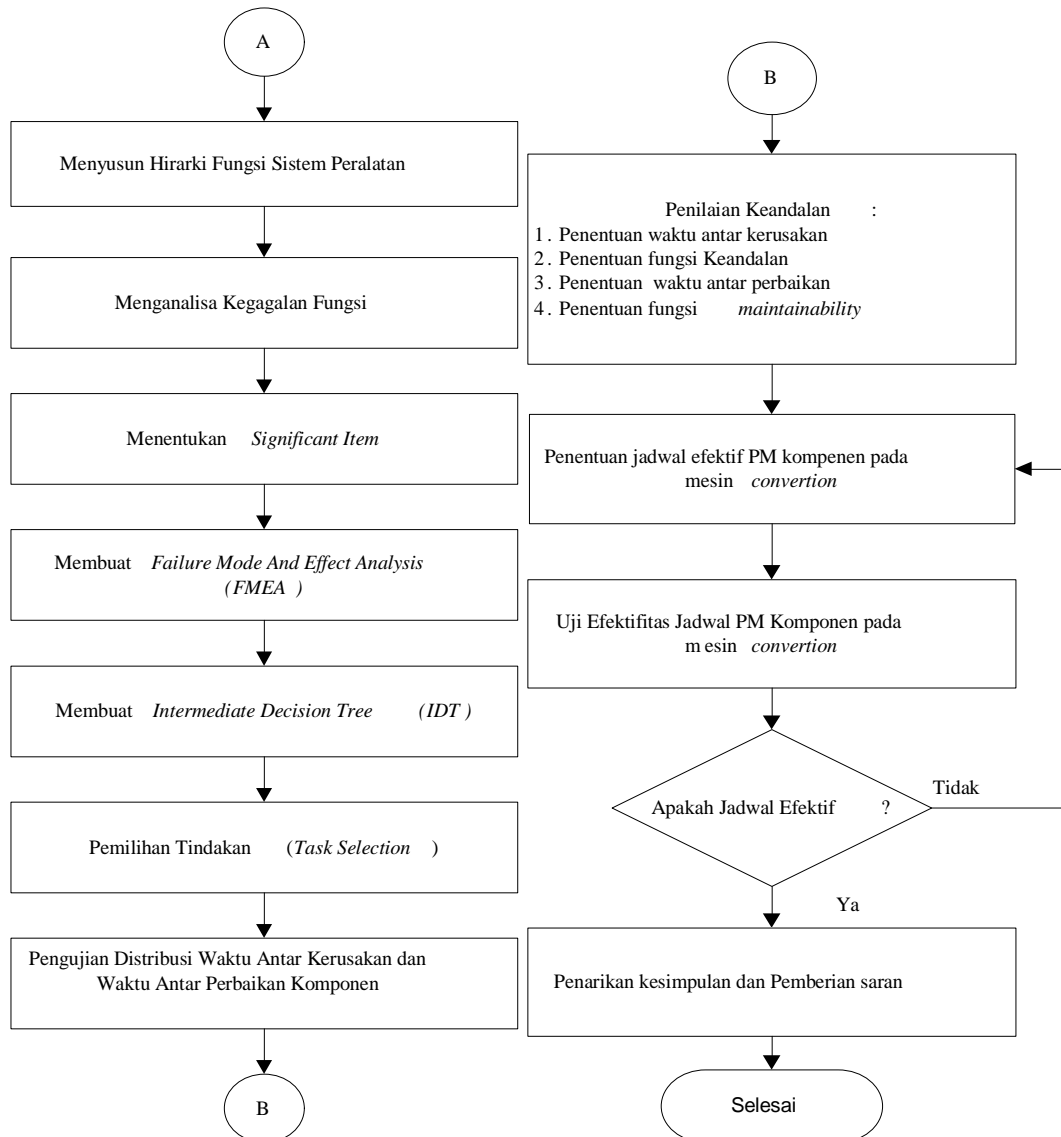 A
Menyusun Hirarki Fungsi Sistem Peralatan
Menganalisa Kegagalan Fungsi
Menentukan Significant Item
Membuat Failure Mode And Effect Analysis
(FMEA )
Membuat Intermediate Decision Tree (IDT )
Pemilihan Tindakan (Task Selection )
Pengujian Distribusi Waktu Antar Kerusakan dan
Waktu Antar Perbaikan Komponen
B
B
Penilaian Keandalan :
1. Penentuan waktu antar kerusakan
2. Penentuan fungsi Keandalan
3. Penentuan waktu antar perbaikan
4. Penentuan fungsi maintainability
Penentuan jadwal efektif PM kompenen pada
mesin convertion
Uji Efektifitas Jadwal PM Komponen pada
m esin convertion
Apakah Jadwal Efektif ?
Tidak
Ya
Penarikan kesimpulan dan Pemberian saran
Selesai